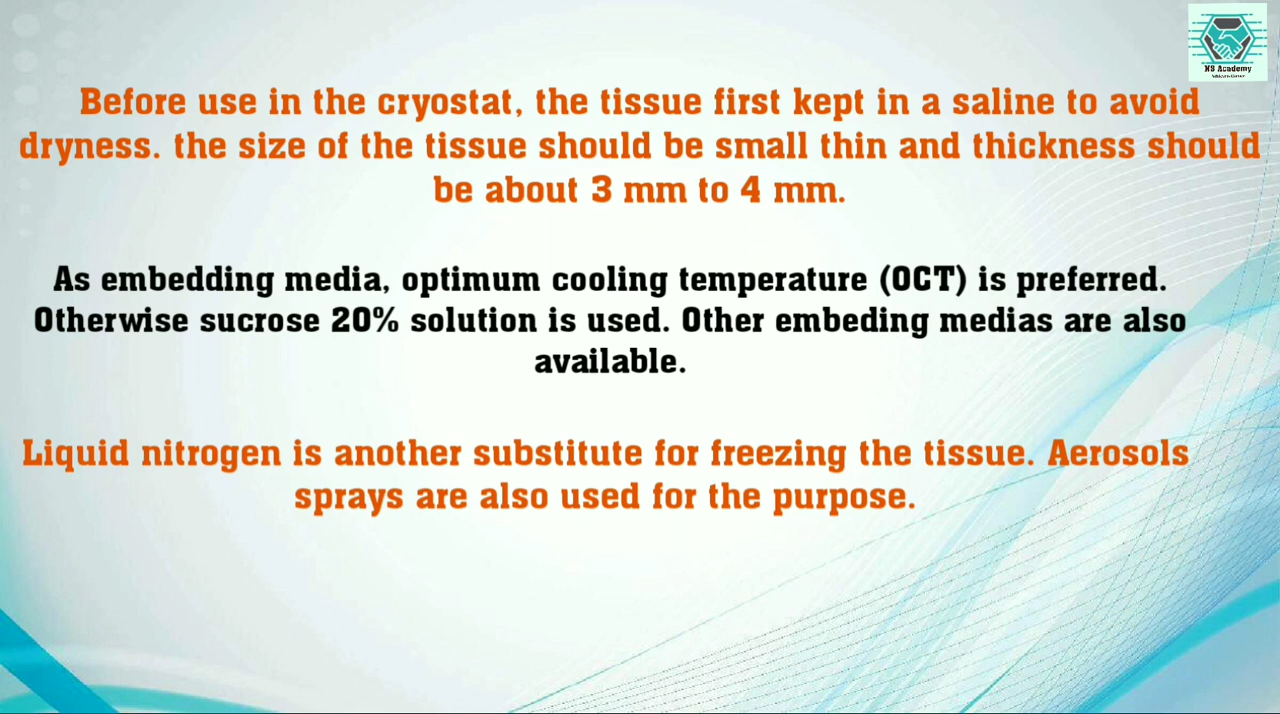 NS Academy
Before use in the cryostat, the tissue first kept in a saline to avoid
dryness. the size of the tissue should be small thin and thickness should
be about 3 mm to 4 mm.
As embedding media, optimum cooling temperature (OCT) is preferred.
Otherwise sucrose 20% solution is used. Other embeding medias are also
available.
Liquid nitrogen is another substitute for freezing the tissue. Aerosols
sprays are also used for the purpose.